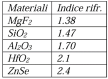 Materiali Indice rifr.
MgF₂ 1.38
SiO₂ 1.47
Al₂O₃ 1.70
HfO₂ 2.1
ZnSe 2.4